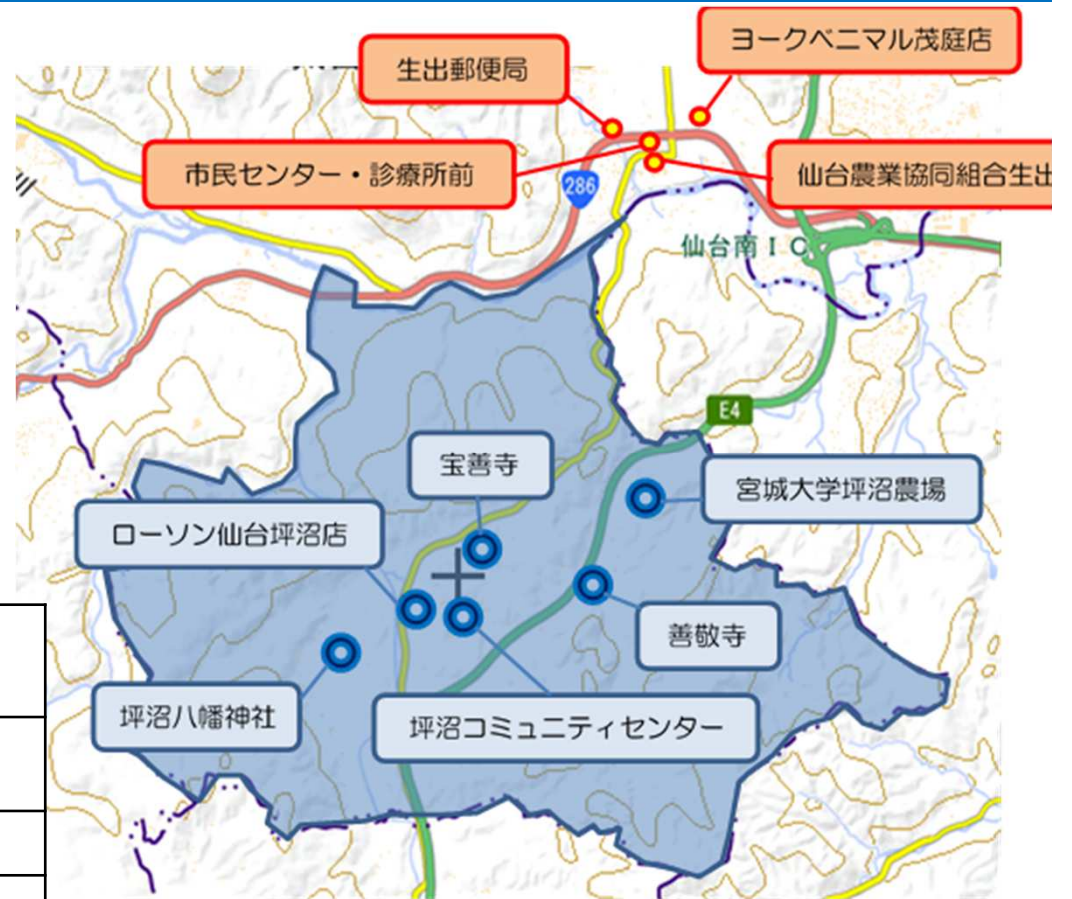 ヨークベニマル茂庭店
生出郵便局
市民センター・診療所前
仙台農業協同組合生出
286
仙台南IC
E4
宝善寺
宮城大学坪沼農場
ローソン仙台坪沼店
善敬寺
坪沼八幡神社
坪沼コミュニティセンター